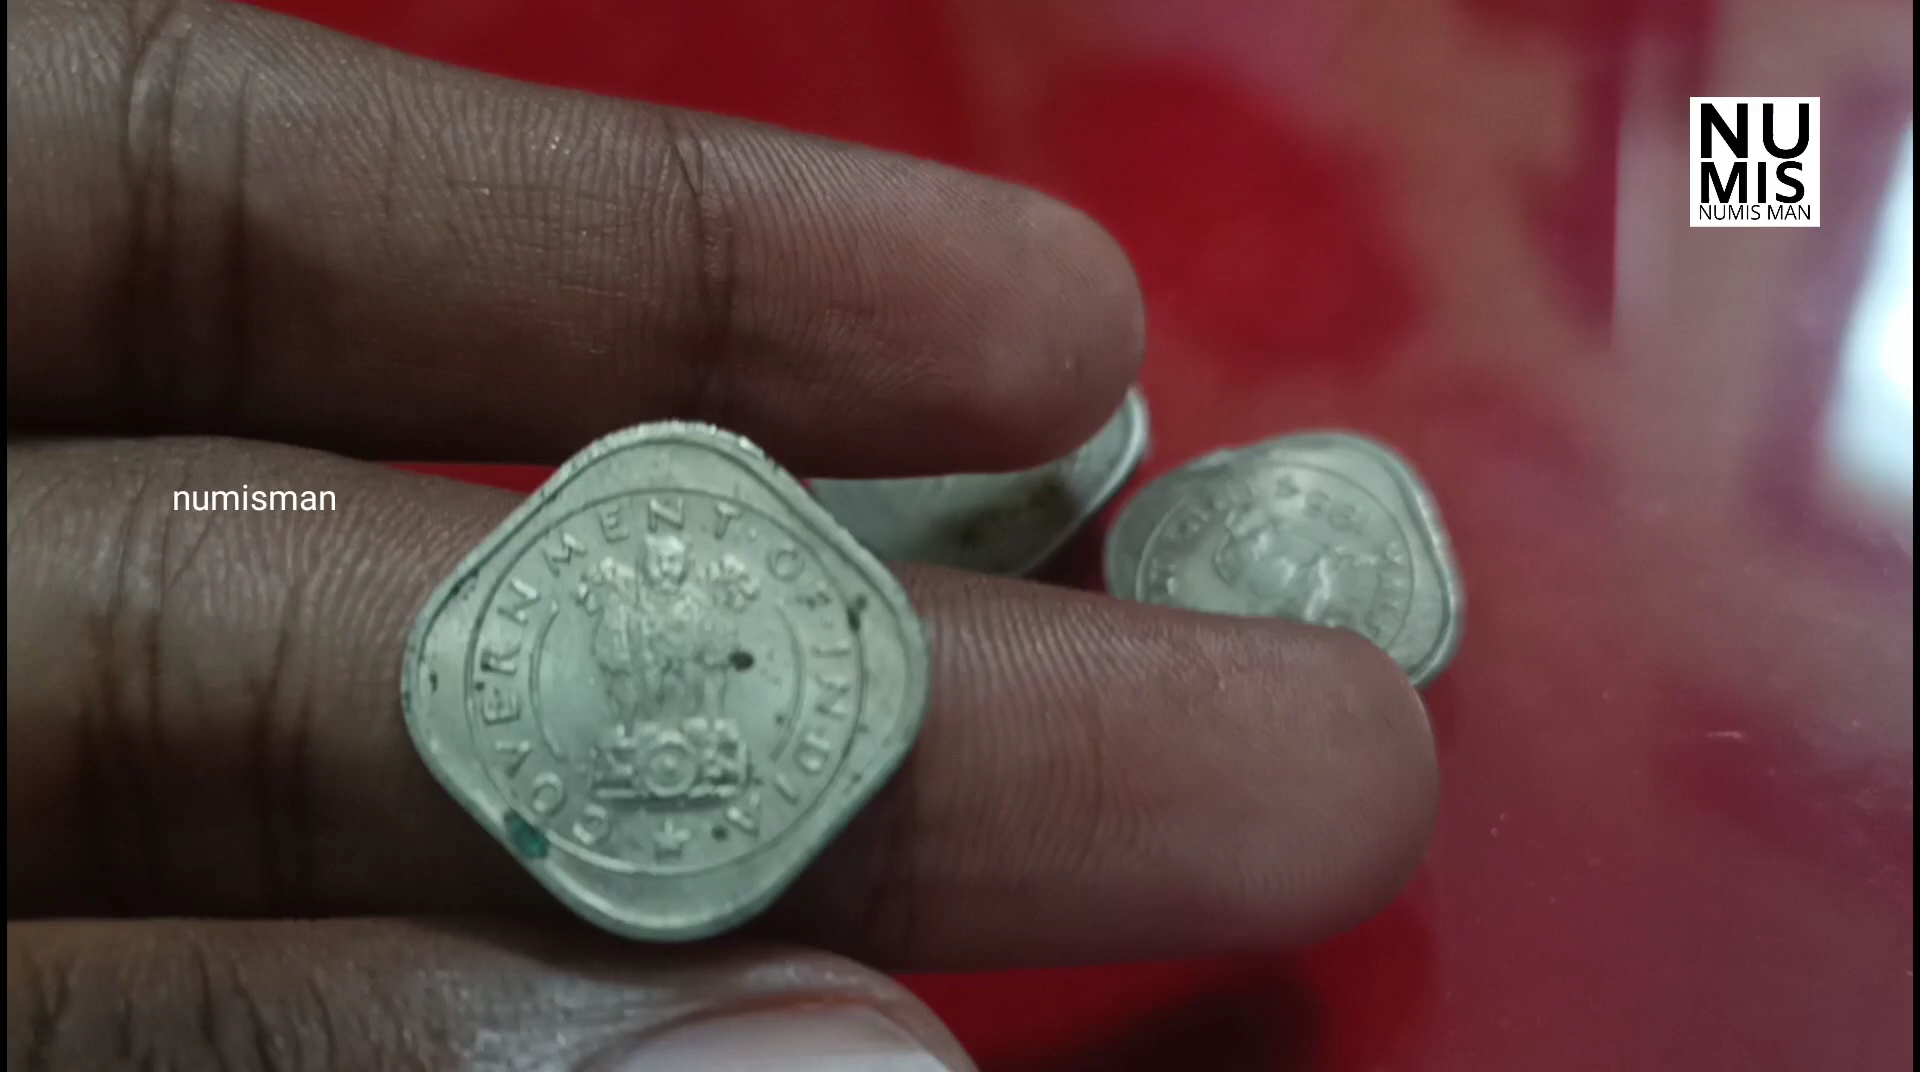 NU
MIS
NUMIS MAN
numisman
GOVERNMENT OF INDIA